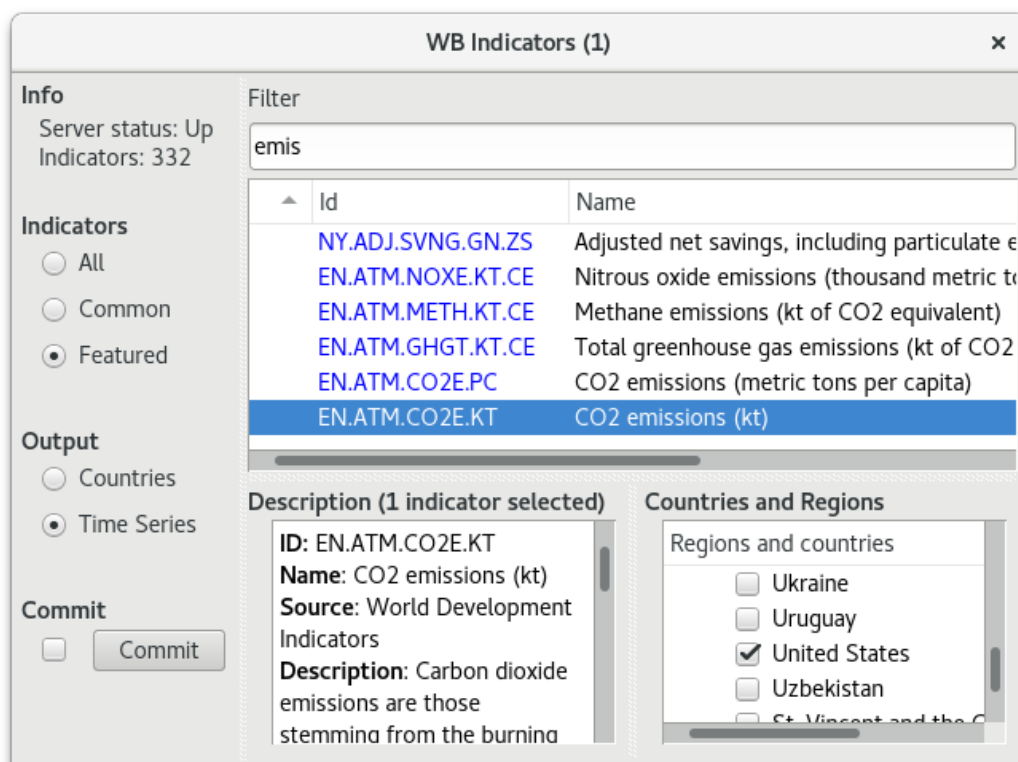 WB Indicators (1)
Info
Server status: Up
Indicators: 332
Indicators
All
Common
Featured
Output
Countries
Time Series
Commit
Commit
Filter
emis
Id Name
NY.ADJ.SVNG.GN.ZS Adjusted net savings, including particulate
EN.ATM.NOXE.KT.CE Nitrous oxide emissions (thousand metric
EN.ATM.METH.KT.CE Methane emissions (kt of CO2 equivalent)
EN.ATM.GHGT.KT.CE Total greenhouse gas emissions (kt of CO2
EN.ATM.CO2E.PC CO2 emissions (metric tons per capita)
EN.ATM.CO2E.KT CO2 emissions (kt)
Description (1 indicator selected)
ID: EN.ATM.CO2E.KT
Name: CO2 emissions (kt)
Source: World Development
Indicators
Description: Carbon dioxide
emissions are those
stemming from the burning
Countries and Regions
Regions and countries
Ukraine
Uruguay
United States
Uzbekistan
St. Vincent and the